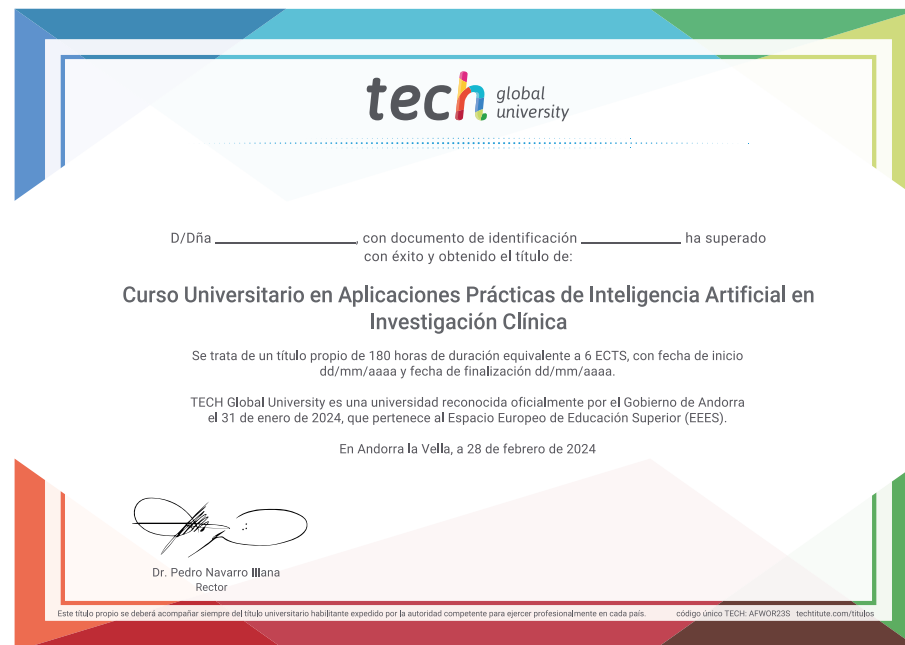 tech global university
D/Dña ____________, con documento de identificación ____________ ha superado
con éxito y obtenido el título de:
Curso Universitario en Aplicaciones Prácticas de Inteligencia Artificial en
Investigación Clínica
Se trata de un título propio de 180 horas de duración equivalente a 6 ECTS, con fecha de inicio
dd/mm/aaaa y fecha de finalización dd/mm/aaaa.
TECH Global University es una universidad reconocida oficialmente por el Gobierno de Andorra
el 31 de enero de 2024, que pertenece al Espacio Europeo de Educación Superior (EEES).
En Andorra la Vella, a 28 de febrero de 2024
Dr. Pedro Navarro Illana
Rector
Este título propio se deberá acompañar siempre del título universitario habilitante expedido por la autoridad competente para ejercer profesionalmente en cada país. código único TECH: AFWOR23S techtitute.com/titulos